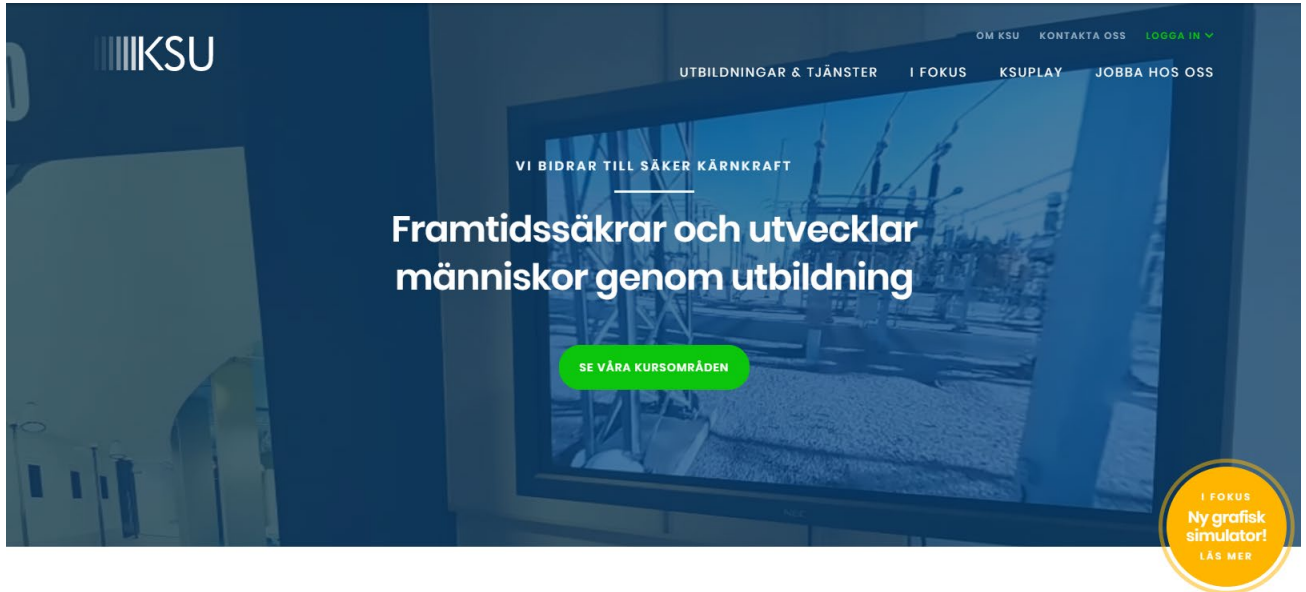 KSU
OM KSU KONTAKTA OSS LOGGA IN
UTBILDNINGAR & TJÄNSTER I FOKUS KSUPLAY JOBBA HOS OSS
VI BIDRAR TILL SÄKER KÄRNKRAFT
Framtidssäkrar och utvecklar
människor genom utbildning
SE VÅRA KURSOMRÅDEN
NEC
I FOKUS
Ny grafisk
simulator!
LÄS MER